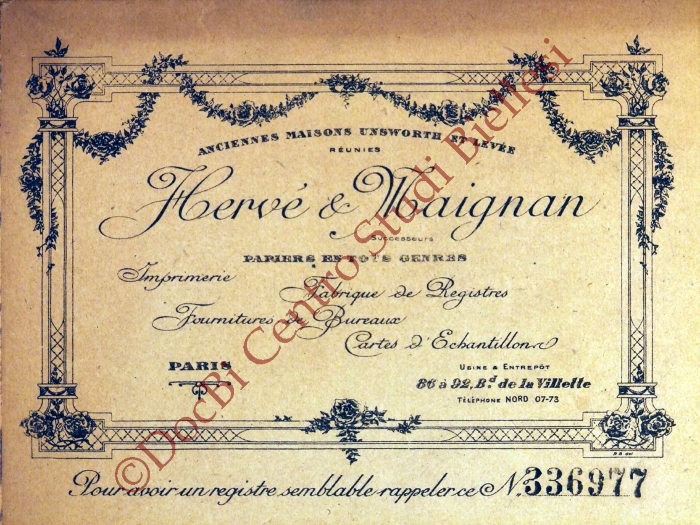 ANCIENNES MAISONS UNSWORTH ET LEVÉE
RÉUNIES
Hervé & Maignan
Successeurs
PAPIERS EN TOUS GENRES
Imprimerie
Fabrique de Registres
Fournitures de Bureaux
Cartes d'Echantillons
PARIS
USINE & ENTREPÔT
86 à 92, Bd de la Villette
TÉLÉPHONE NORD 07-73
Pour avoir un registre semblable rappeler ce No. 336977
©DocBi Centro Studi Biellesi